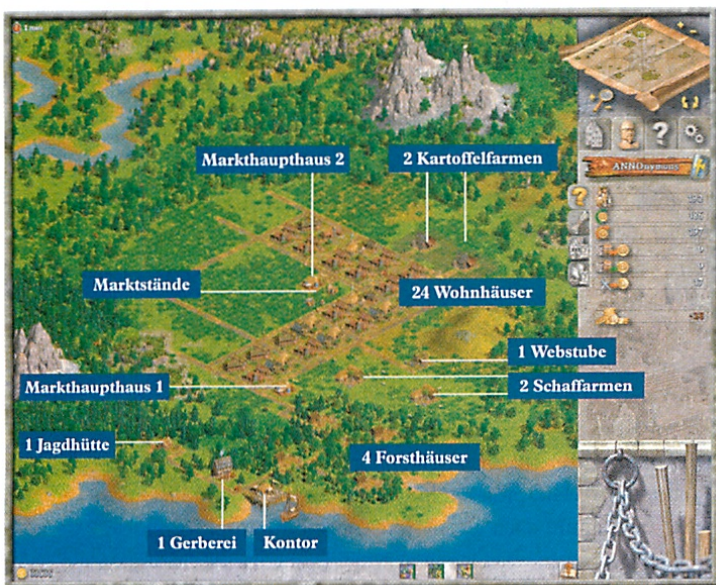 Markthaupthaus 2
2 Kartoffelfarmen
Marktstände
24 Wohnhäuser
1 Webstube
Markthaupthaus 1
2 Schaffarmen
1 Jagdhütte
4 Forsthäuser
1 Gerberei
Kontor